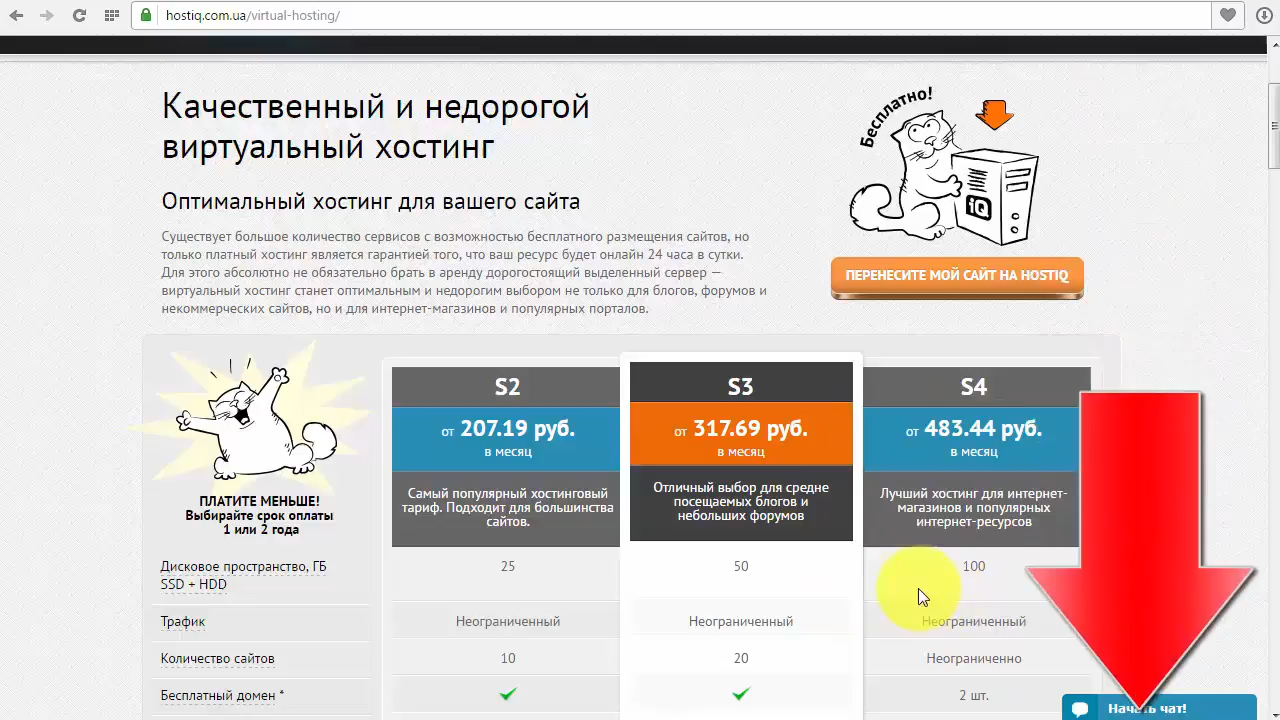 hostiq.com.ua/virtual-hosting/
Качественный и недорогой
виртуальный хостинг
Оптимальный хостинг для вашего сайта
Существует большое количество сервисов с возможностью бесплатного размещения сайтов, но
только платный хостинг является гарантией того, что ваш ресурс будет онлайн 24 часа в сутки.
Для этого абсолютно не обязательно брать в аренду дорогостоящий выделенный сервер —
виртуальный хостинг станет оптимальным и недорогим выбором не только для блогов, форумов и
некоммерческих сайтов, но и для интернет-магазинов и популярных порталов.
Бесплатно!
iQ
ПЕРЕНЕСИТЕ МОЙ САЙТ НА HOSTIQ
ПЛАТИТЕ МЕНЬШЕ!
Выбирайте срок оплаты
1 или 2 года
S2 S3 S4
от 207.19 руб. от 317.69 руб. от 483.44 руб.
в месяц в месяц в месяц
Самый популярный хостинговый
тариф. Подходит для большинства
сайтов.
Отличный выбор для средне
посещаемых блогов и
небольших форумов
Лучший хостинг для интернет-
магазинов и популярных
интернет-ресурсов
Дисковое пространство, ГБ
SSD + HDD
25 50 100
Трафик Неограниченный Неограниченный Неограниченный
Количество сайтов 10 20 Неограниченно
Бесплатный домен * 2 шт.
Начать чат!